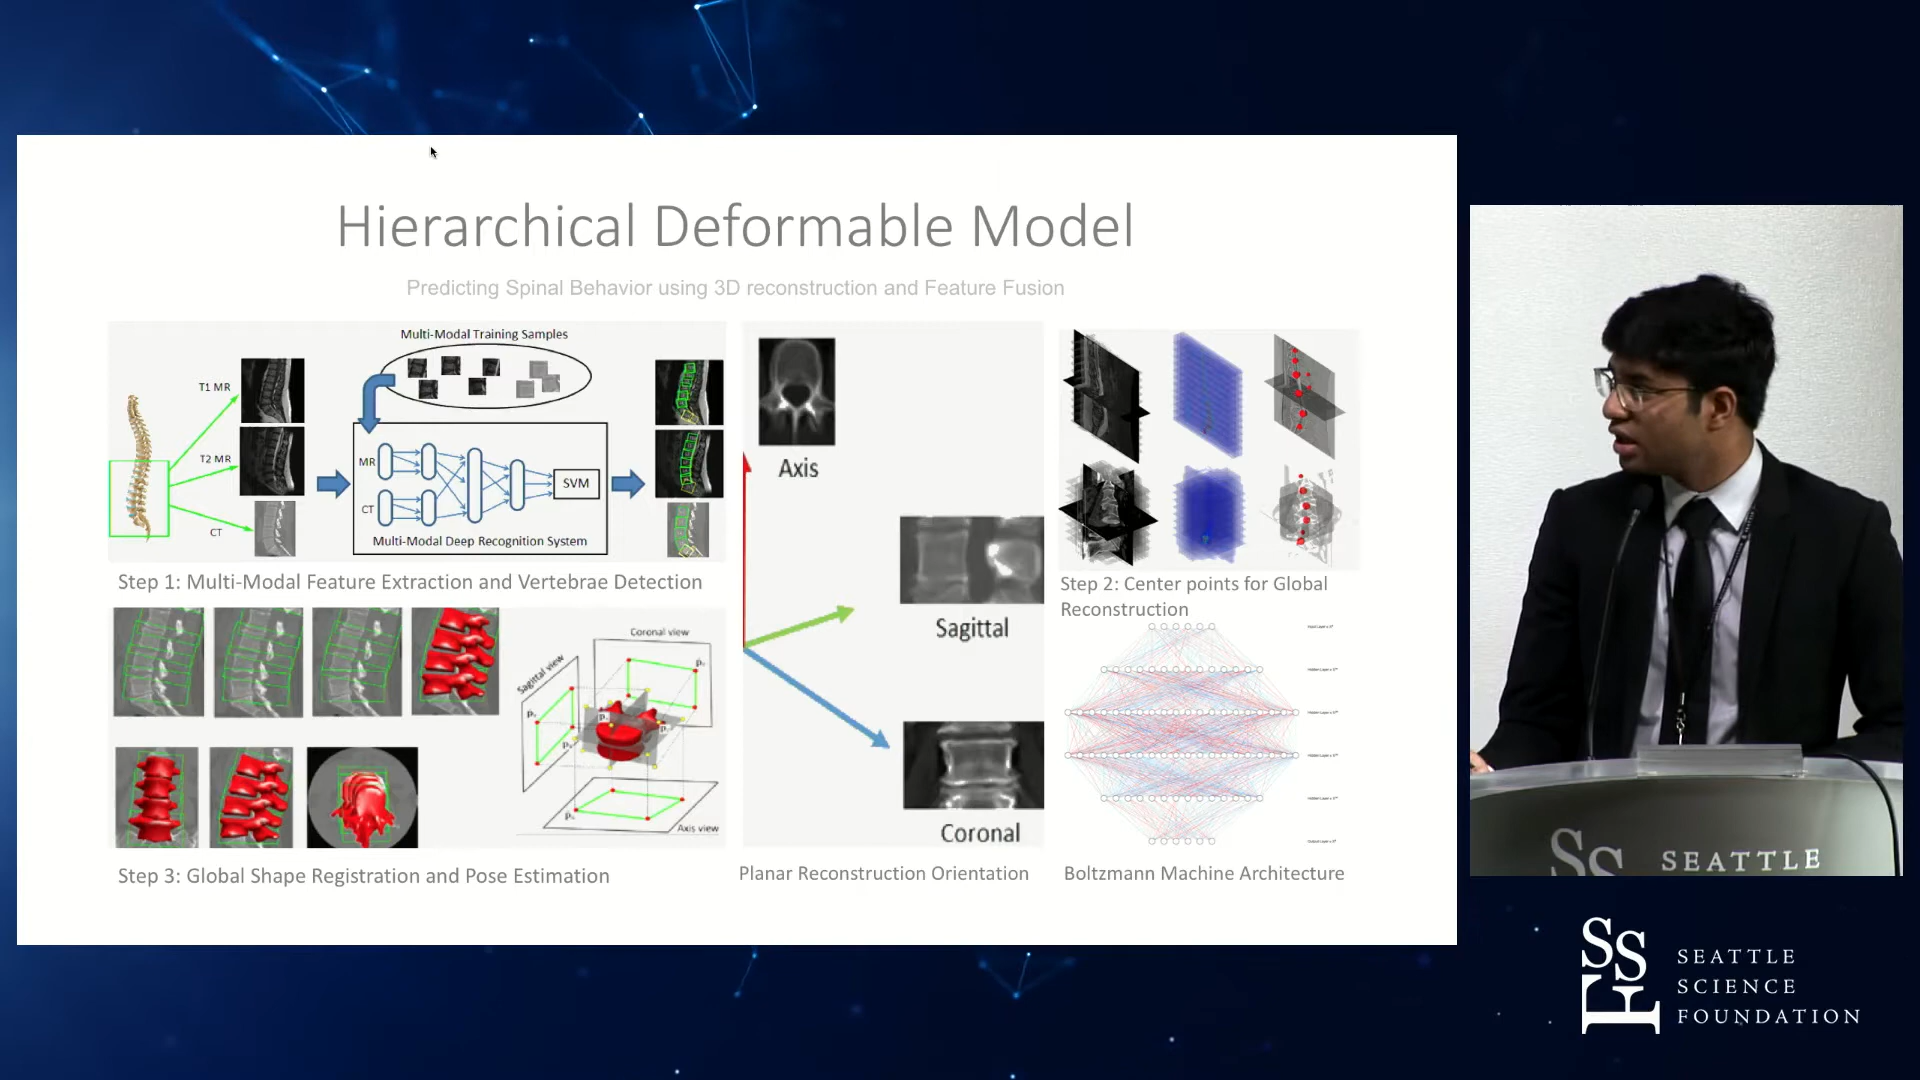 Hierarchical Deformable Model
Predicting Spinal Behavior using 3D reconstruction and Feature Fusion
Multi-Modal Training Samples
T1 MR
T2 MR
CT
MR
CT
SVM
Multi-Modal Deep Recognition System
Step 1: Multi-Modal Feature Extraction and Vertebrae Detection
Coronal view
Sagittal view
Axis view
Step 3: Global Shape Registration and Pose Estimation
Axis
Sagittal
Coronal
Planar Reconstruction Orientation
Step 2: Center points for Global
Reconstruction
Boltzmann Machine Architecture
SEATTLE
SSF
SEATTLE
SCIENCE
FOUNDATION